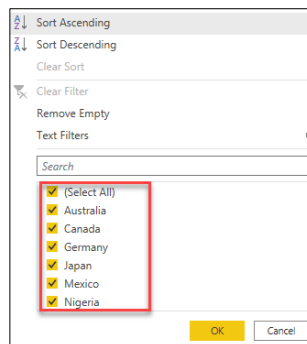 Sort Ascending
Sort Descending
Clear Sort
Clear Filter
Remove Empty
Text Filters
Search
(Select All)
Australia
Canada
Germany
Japan
Mexico
Nigeria
OK Cancel